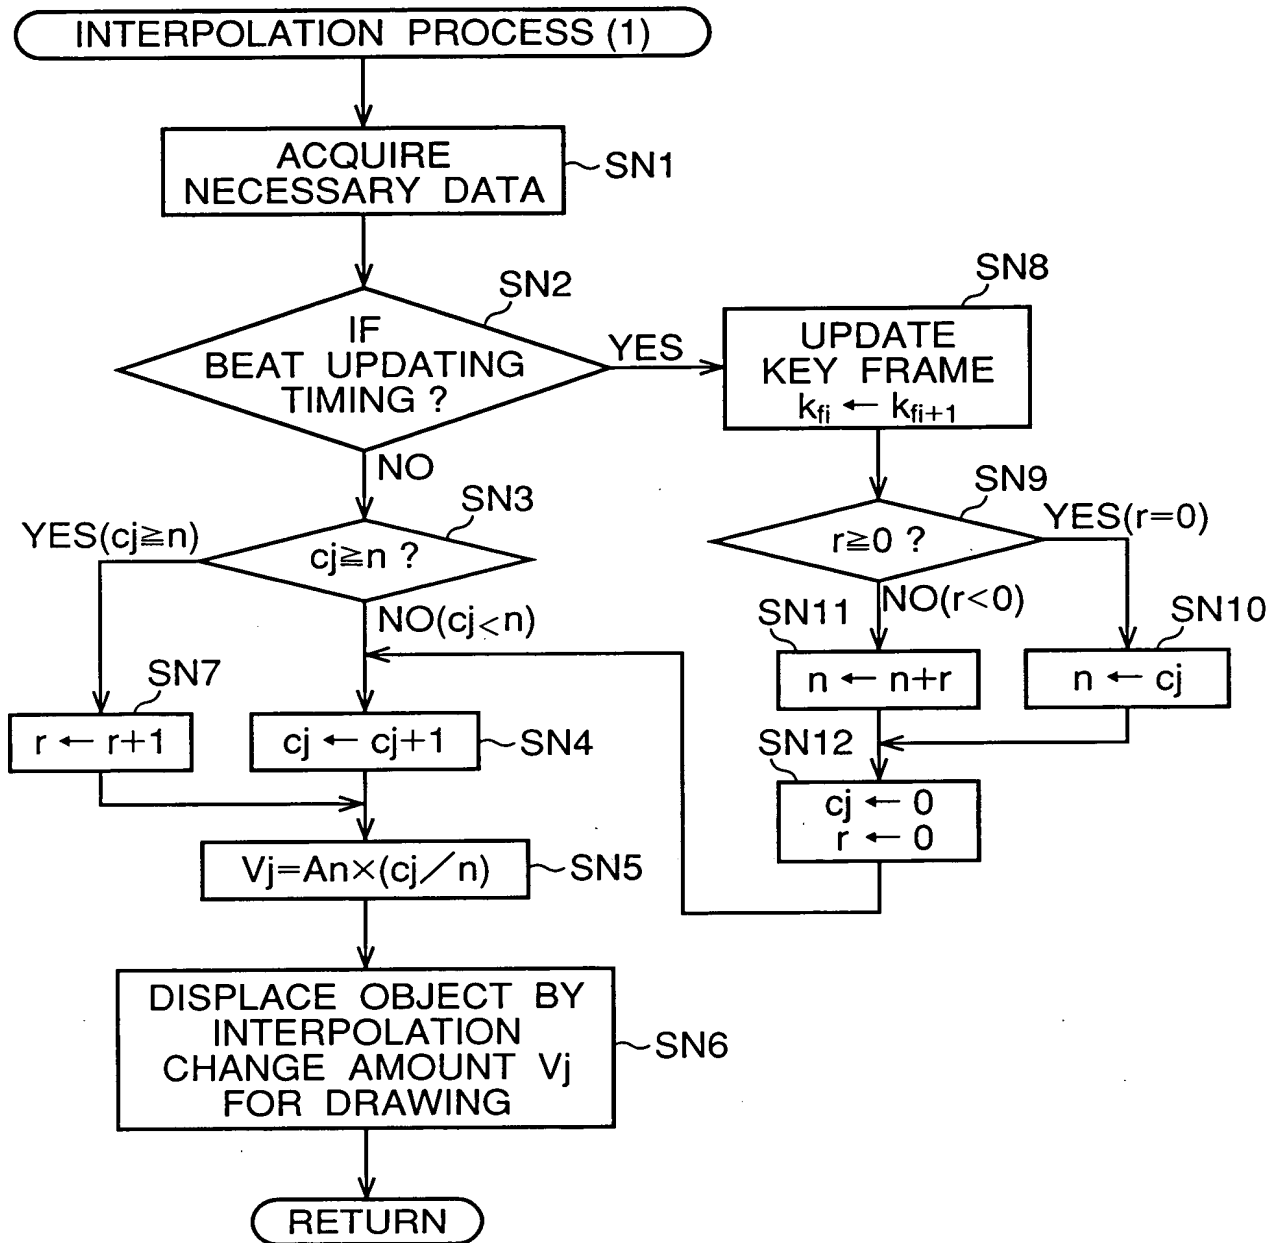 INTERPOLATION PROCESS (1)
ACQUIRE
NECESSARY DATA
SN1
SN2
IF
BEAT UPDATING
TIMING ?
YES
NO
SN8
UPDATE
KEY FRAME
kfi ← kfi+1
SN3
YES(cj≧n)
cj≧n ?
NO(cj<n)
SN9
r≧0 ?
YES(r=0)
NO(r<0)
SN11
n ← n+r
SN10
n ← cj
SN7
r ← r+1
cj ← cj+1
SN4
SN12
cj ← 0
r ← 0
Vj=An×(cj／n)
SN5
DISPLACE OBJECT BY
INTERPOLATION
CHANGE AMOUNT Vj
FOR DRAWING
SN6
RETURN